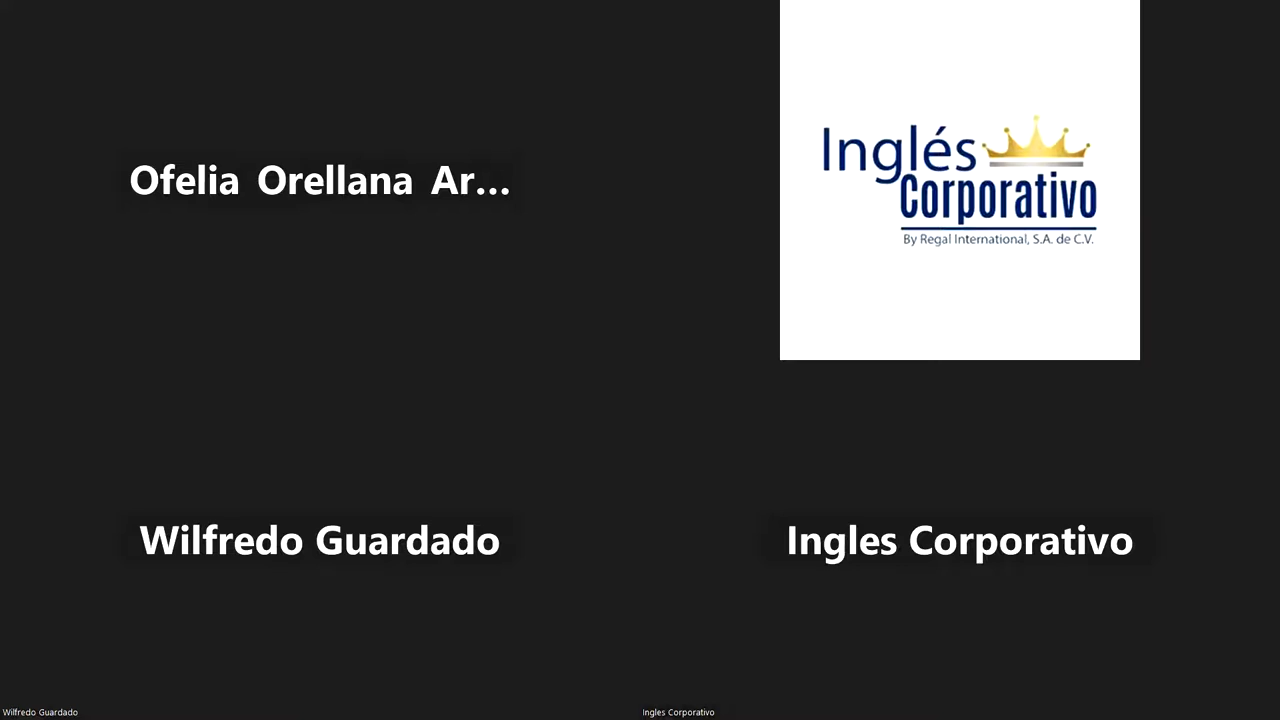 Ofelia Orellana Ar...
Inglés
Corporativo
By Regal International, S.A. de C.V.
Wilfredo Guardado
Ingles Corporativo
Wilfredo Guardado
Ingles Corporativo